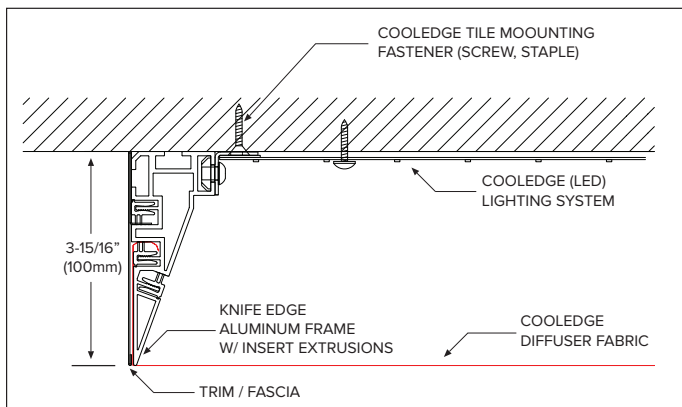 COOLEDGE TILE MOOUNTING
FASTENER (SCREW, STAPLE)
COOLEDGE (LED)
LIGHTING SYSTEM
3-15/16”
(100mm)
KNIFE EDGE
ALUMINUM FRAME
W/ INSERT EXTRUSIONS
COOLEDGE
DIFFUSER FABRIC
TRIM / FASCIA